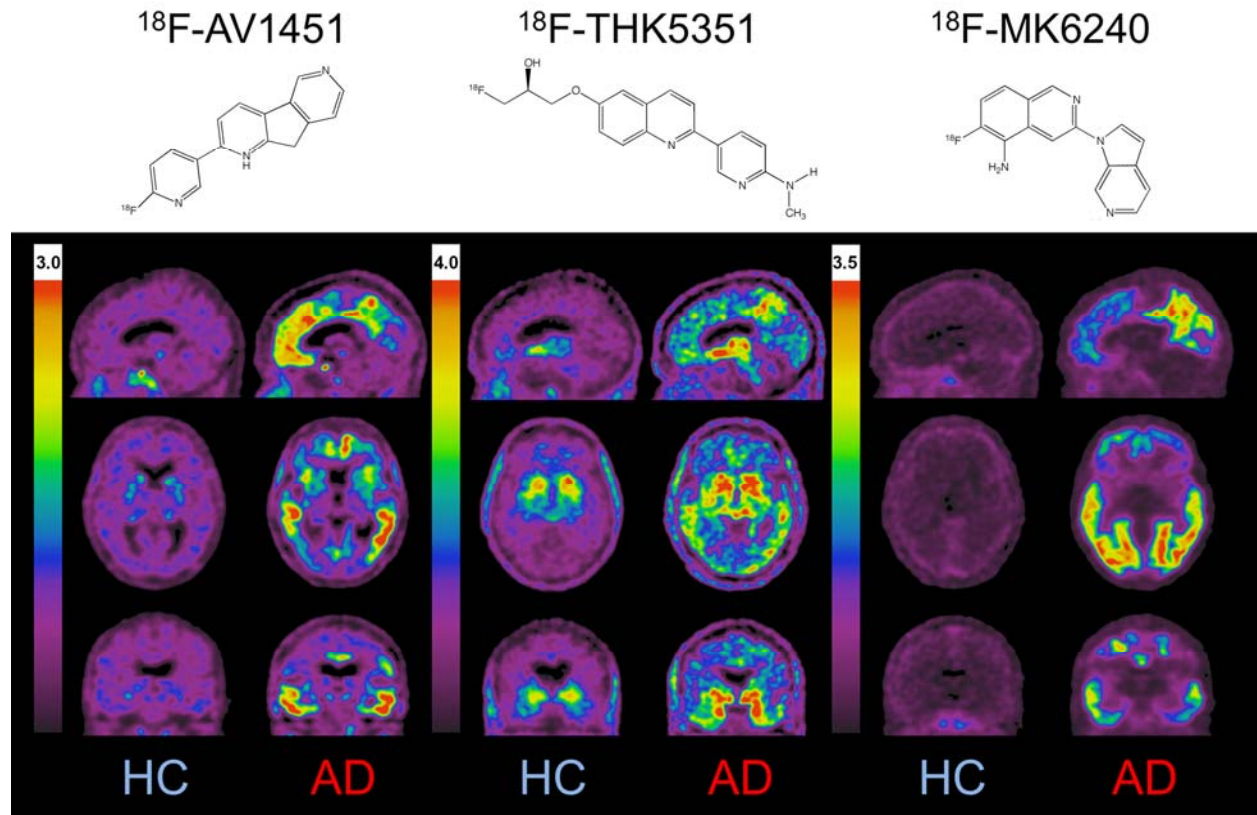 18F-AV1451
18F-THK5351
18F-MK6240
N
N
H
18F
N
OH
18F
O
N
N
N
H
CH3
N
18F
H2N
N
N
3.0
4.0
3.5
HC
AD
HC
AD
HC
AD